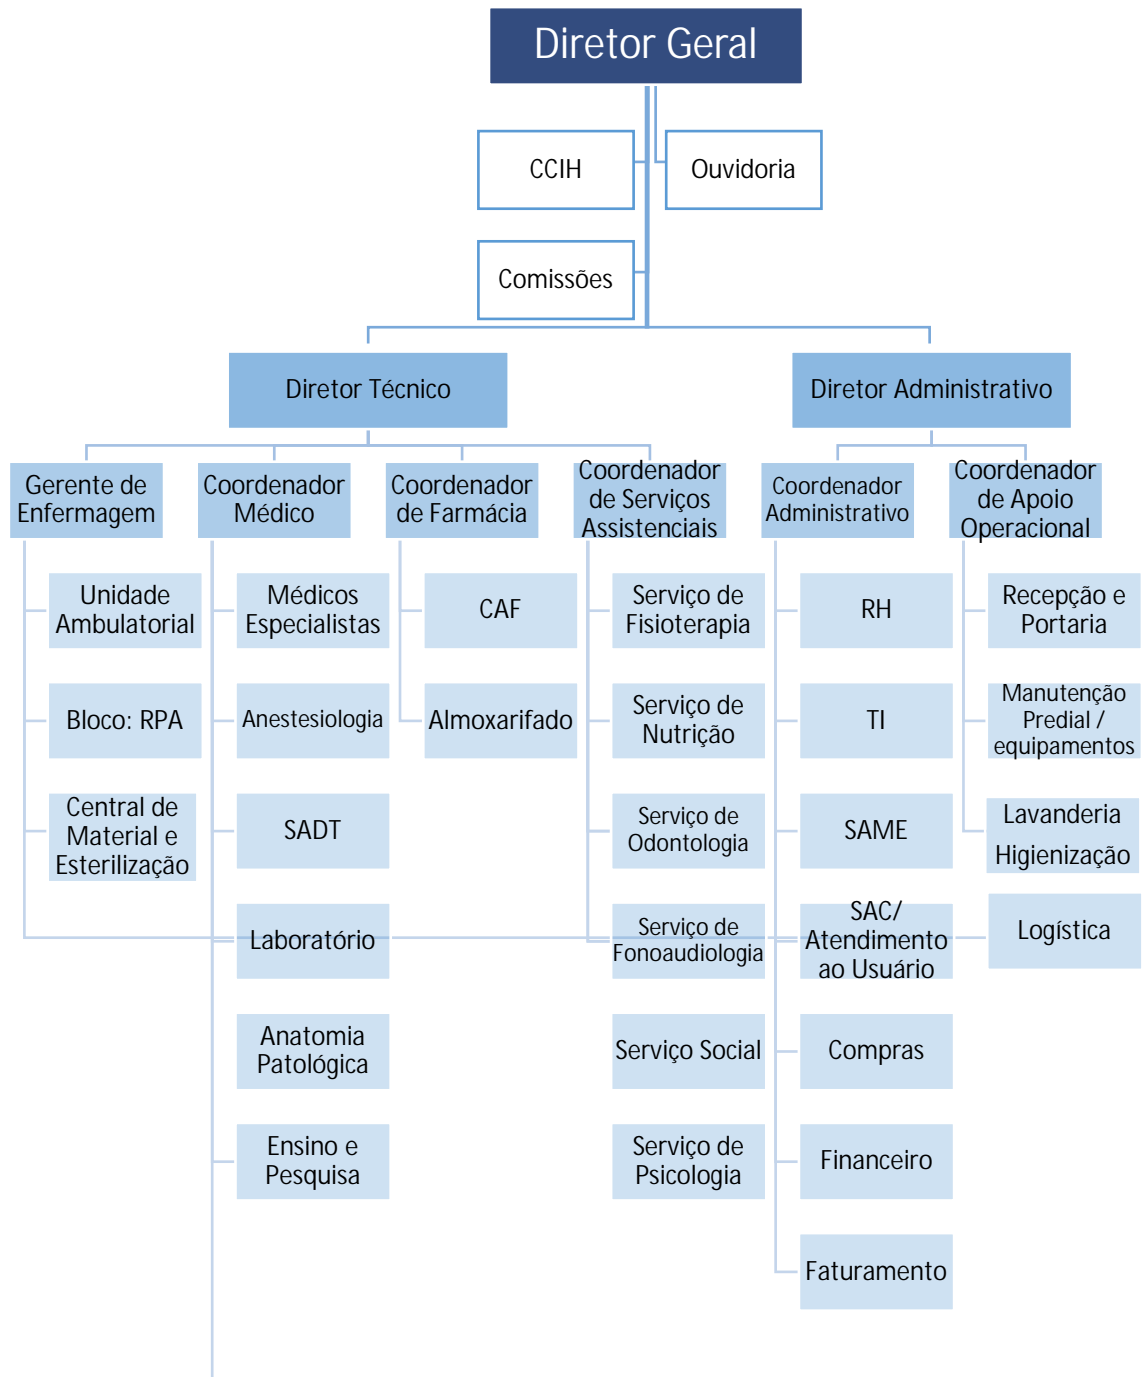 Diretor Geral
CCIH
Ouvidoria
Comissões
Diretor Técnico
Diretor Administrativo
Gerente de
Enfermagem
Coordenador
Médico
Coordenador
de Farmácia
Coordenador
de Serviços
Assistenciais
Coordenador
Administrativo
Coordenador
de Apoio
Operacional
Unidade
Ambulatorial
Médicos
Especialistas
CAF
Serviço de
Fisioterapia
RH
Recepção e
Portaria
Bloco: RPA
Anestesiologia
Almoxarifado
Serviço de
Nutrição
TI
Manutenção
Predial /
equipamentos
Central de
Material e
Esterilização
SADT
Serviço de
Odontologia
SAME
Lavanderia
Higienização
Laboratório
Serviço de
Fonoaudiologia
SAC/
Atendimento
ao Usuário
Logística
Anatomia
Patológica
Serviço Social
Compras
Ensino e
Pesquisa
Serviço de
Psicologia
Financeiro
Faturamento